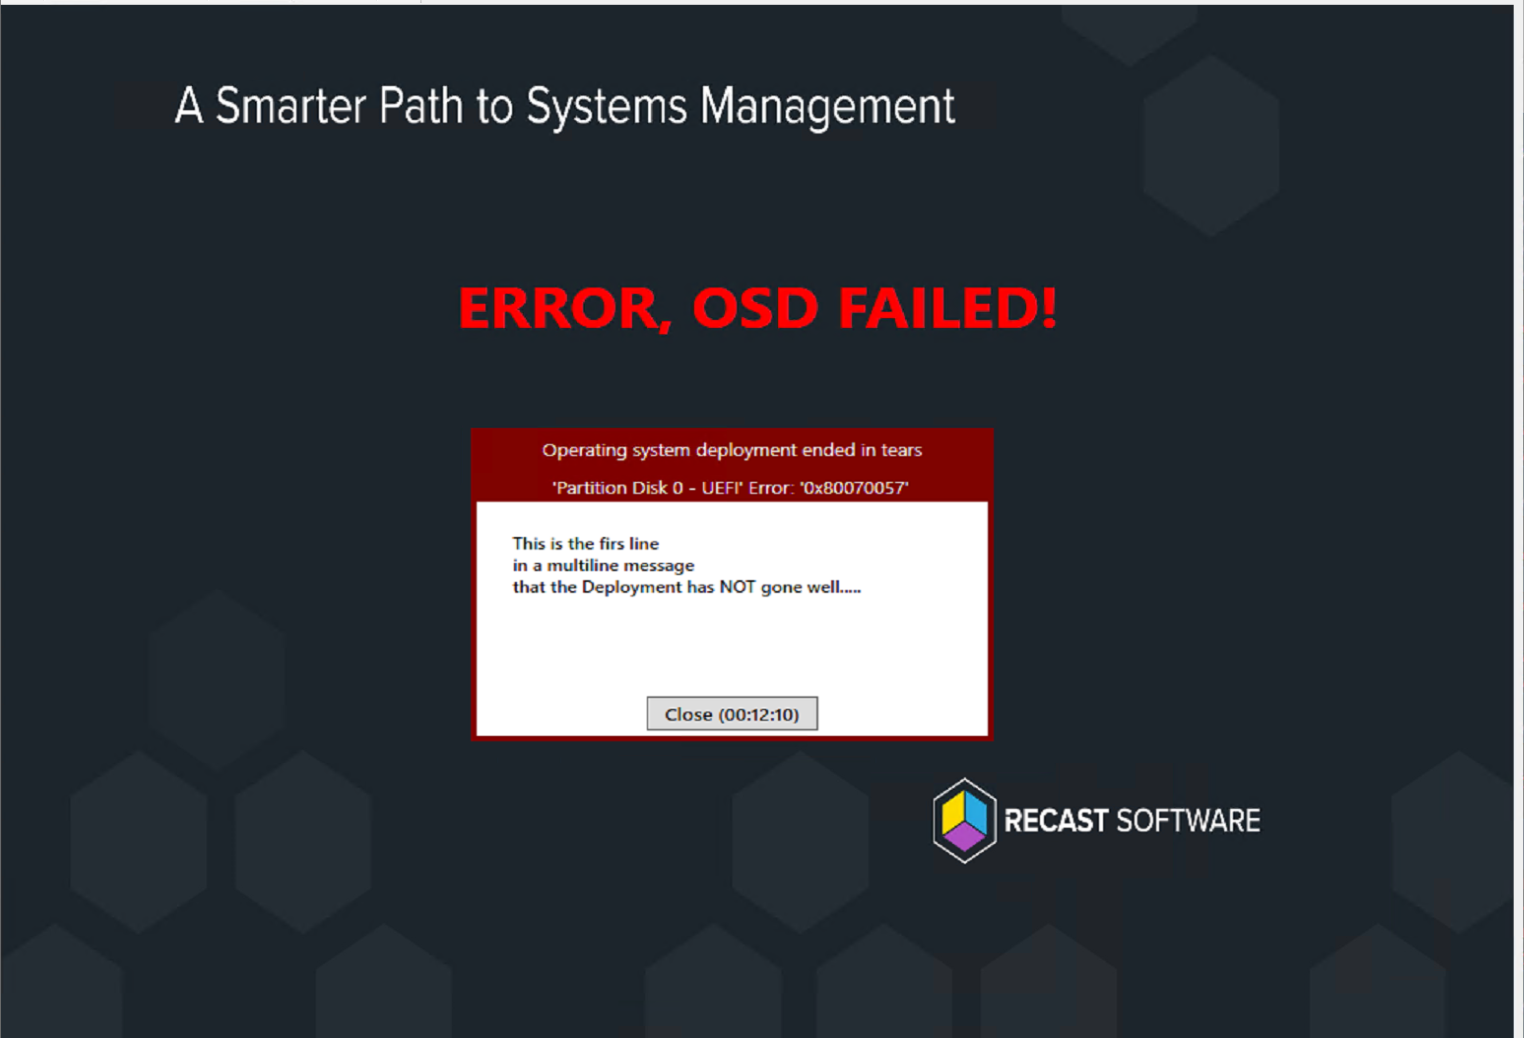 A Smarter Path to Systems Management
ERROR, OSD FAILED!
Operating system deployment ended in tears
'Partition Disk 0 - UEFI' Error: '0x80070057'
This is the firs line
in a multiline message
that the Deployment has NOT gone well.....
Close (00:12:10)
RECAST SOFTWARE